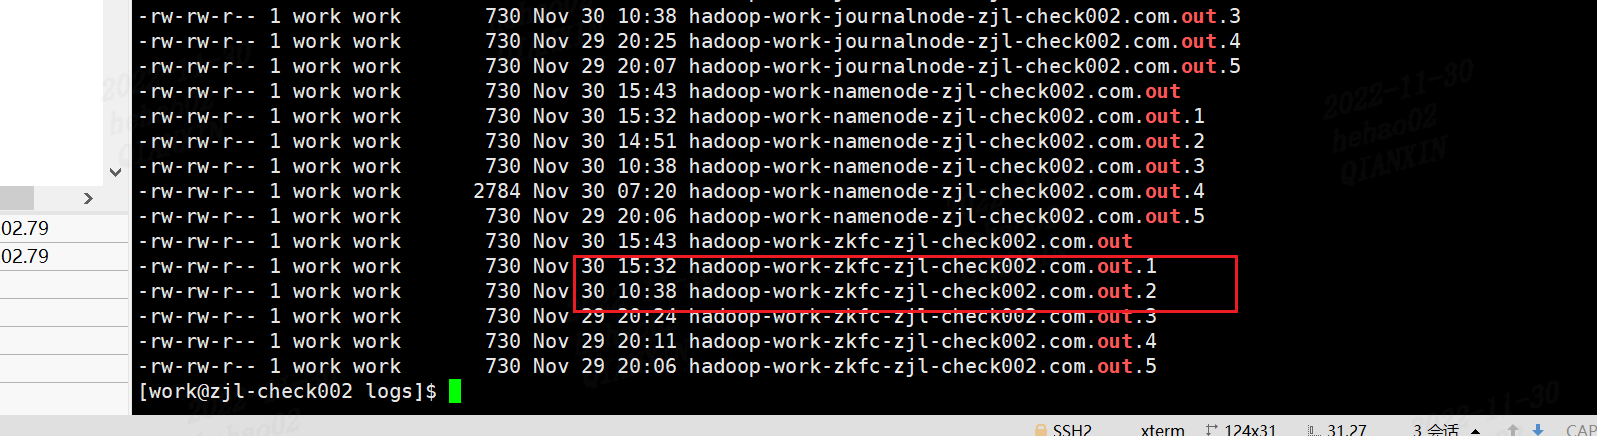 -rw-rw-r-- 1 work work 730 Nov 30 10:38 hadoop-work-journalnode-zjl-check002.com.out.3
-rw-rw-r-- 1 work work 730 Nov 29 20:25 hadoop-work-journalnode-zjl-check002.com.out.4
-rw-rw-r-- 1 work work 730 Nov 29 20:07 hadoop-work-journalnode-zjl-check002.com.out.5
-rw-rw-r-- 1 work work 730 Nov 30 15:43 hadoop-work-namenode-zjl-check002.com.out
-rw-rw-r-- 1 work work 730 Nov 30 15:32 hadoop-work-namenode-zjl-check002.com.out.1
-rw-rw-r-- 1 work work 730 Nov 30 14:51 hadoop-work-namenode-zjl-check002.com.out.2
-rw-rw-r-- 1 work work 730 Nov 30 10:38 hadoop-work-namenode-zjl-check002.com.out.3
-rw-rw-r-- 1 work work 2784 Nov 30 07:20 hadoop-work-namenode-zjl-check002.com.out.4
-rw-rw-r-- 1 work work 730 Nov 29 20:06 hadoop-work-namenode-zjl-check002.com.out.5
-rw-rw-r-- 1 work work 730 Nov 30 15:43 hadoop-work-zkfc-zjl-check002.com.out
-rw-rw-r-- 1 work work 730 Nov 30 15:32 hadoop-work-zkfc-zjl-check002.com.out.1
-rw-rw-r-- 1 work work 730 Nov 30 10:38 hadoop-work-zkfc-zjl-check002.com.out.2
-rw-rw-r-- 1 work work 730 Nov 29 20:24 hadoop-work-zkfc-zjl-check002.com.out.3
-rw-rw-r-- 1 work work 730 Nov 29 20:11 hadoop-work-zkfc-zjl-check002.com.out.4
-rw-rw-r-- 1 work work 730 Nov 29 20:06 hadoop-work-zkfc-zjl-check002.com.out.5
[work@zjl-check002 logs]$
02.79
02.79
2022-11-30
hebao02
QIANXIN
SSH2 xterm 124x31 31,27 3 会话 CAP